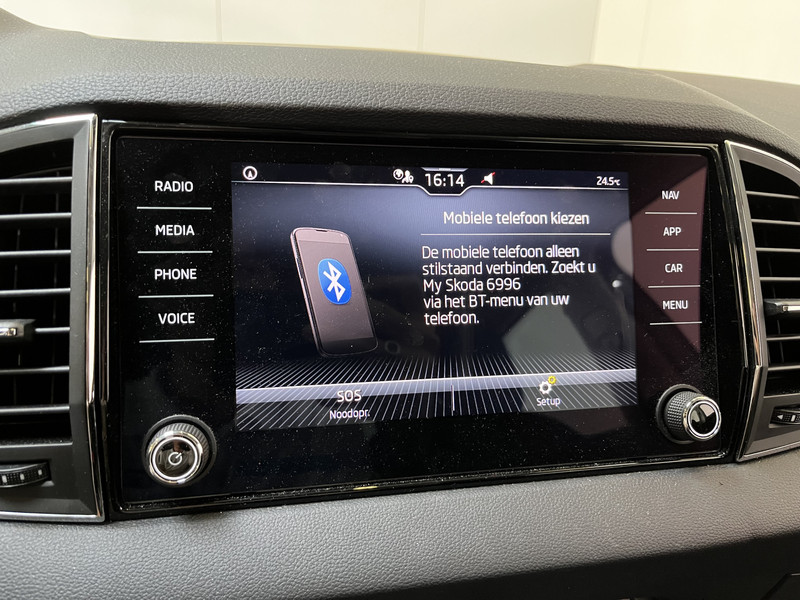 RADIO
MEDIA
PHONE
VOICE
16:14
24.5°C
Mobiele telefoon kiezen
De mobiele telefoon alleen
stilstaand verbinden. Zoekt u
My Skoda 6996
via het BT-menu van uw
telefoon.
SOS
Noodopr.
Setup
NAV
APP
CAR
MENU